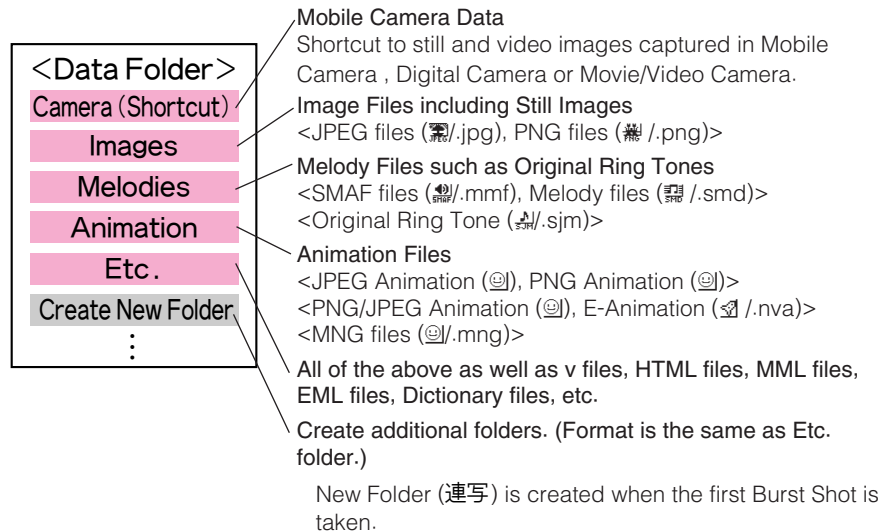 <Data Folder>
Camera (Shortcut)
Images
Melodies
Animation
Etc.
Create New Folder
⋮
Mobile Camera Data
Shortcut to still and video images captured in Mobile
Camera , Digital Camera or Movie/Video Camera.
Image Files including Still Images
<JPEG files (/.jpg), PNG files ( /.png)>
Melody Files such as Original Ring Tones
<SMAF files (/.mmf), Melody files ( /.smd)>
<Original Ring Tone (/.sjm)>
Animation Files
<JPEG Animation (), PNG Animation ()>
<PNG/JPEG Animation (), E-Animation ( /.nva)>
<MNG files (/.mng)>
All of the above as well as v files, HTML files, MML files,
EML files, Dictionary files, etc.
Create additional folders. (Format is the same as Etc.
folder.)
New Folder (連写) is created when the first Burst Shot is
taken.